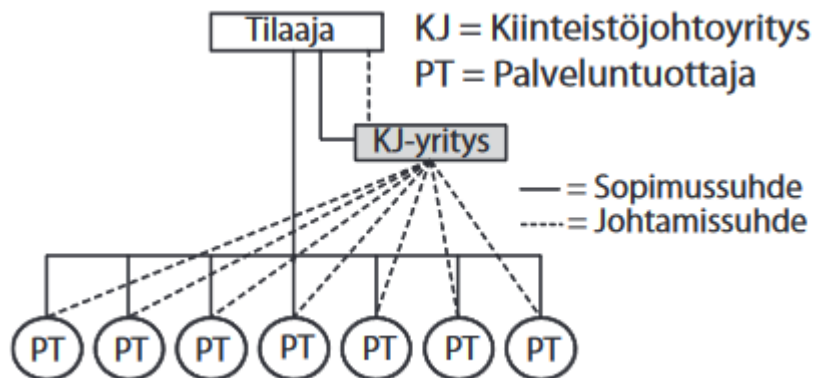 Tilaaja
KJ = Kiinteistöjohtoyritys
PT = Palveluntuottaja
KJ-yritys
= Sopimussuhde
= Johtamissuhde
PT PT PT PT PT PT PT